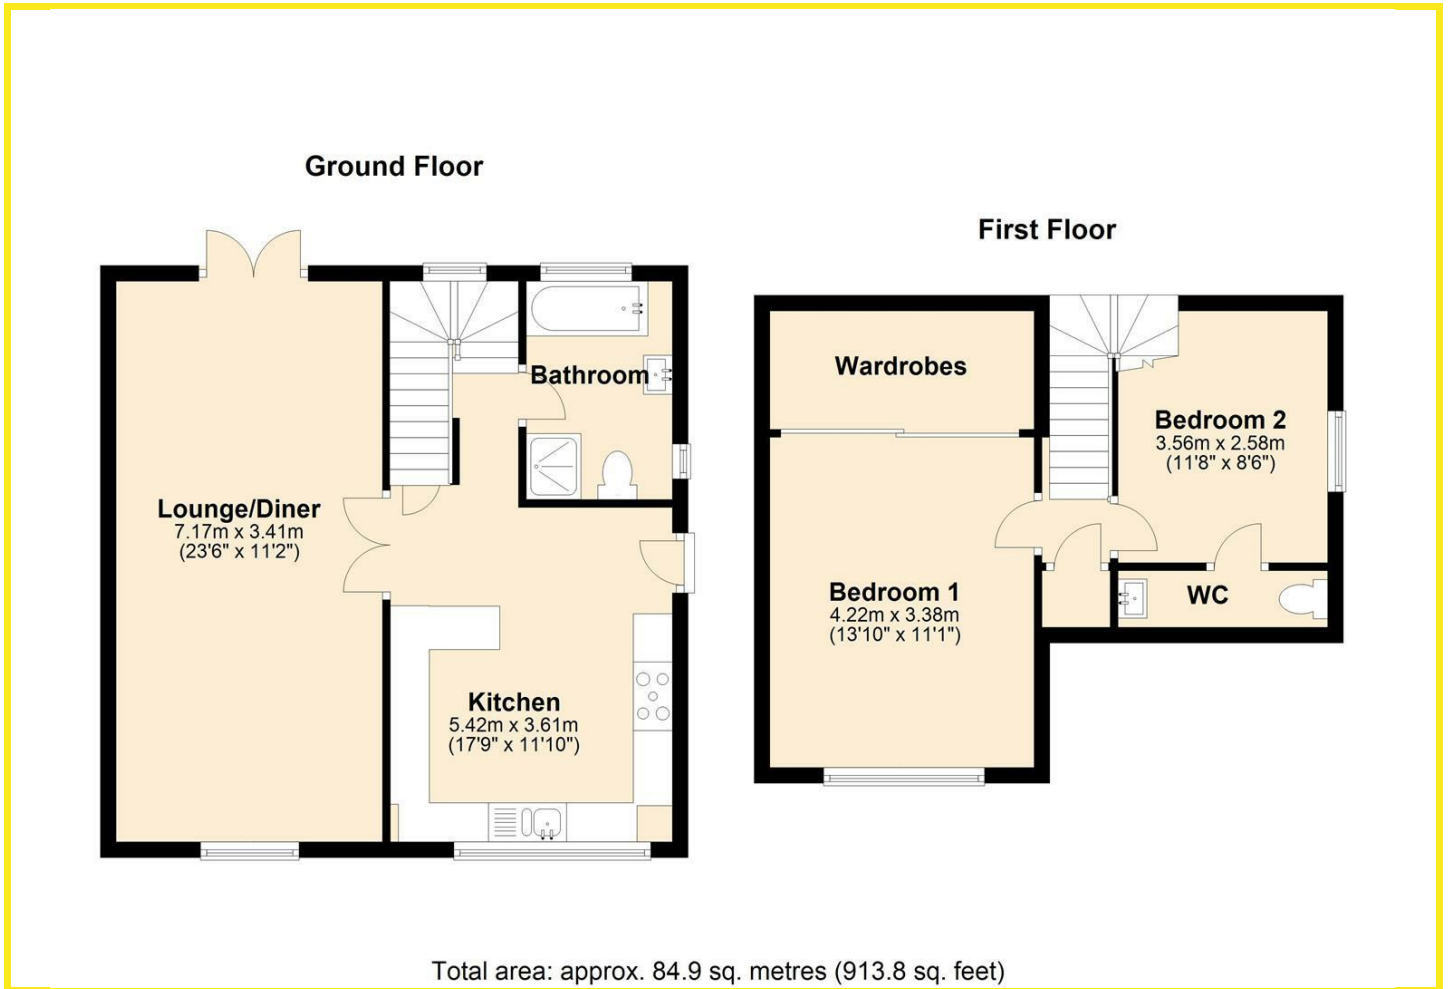 Ground Floor
Lounge/Diner
7.17m x 3.41m
(23'6" x 11'2")
Bathroom
Kitchen
5.42m x 3.61m
(17'9" x 11'10")
First Floor
Wardrobes
Bedroom 2
3.56m x 2.58m
(11'8" x 8'6")
Bedroom 1
4.22m x 3.38m
(13'10" x 11'1")
WC
Total area: approx. 84.9 sq. metres (913.8 sq. feet)